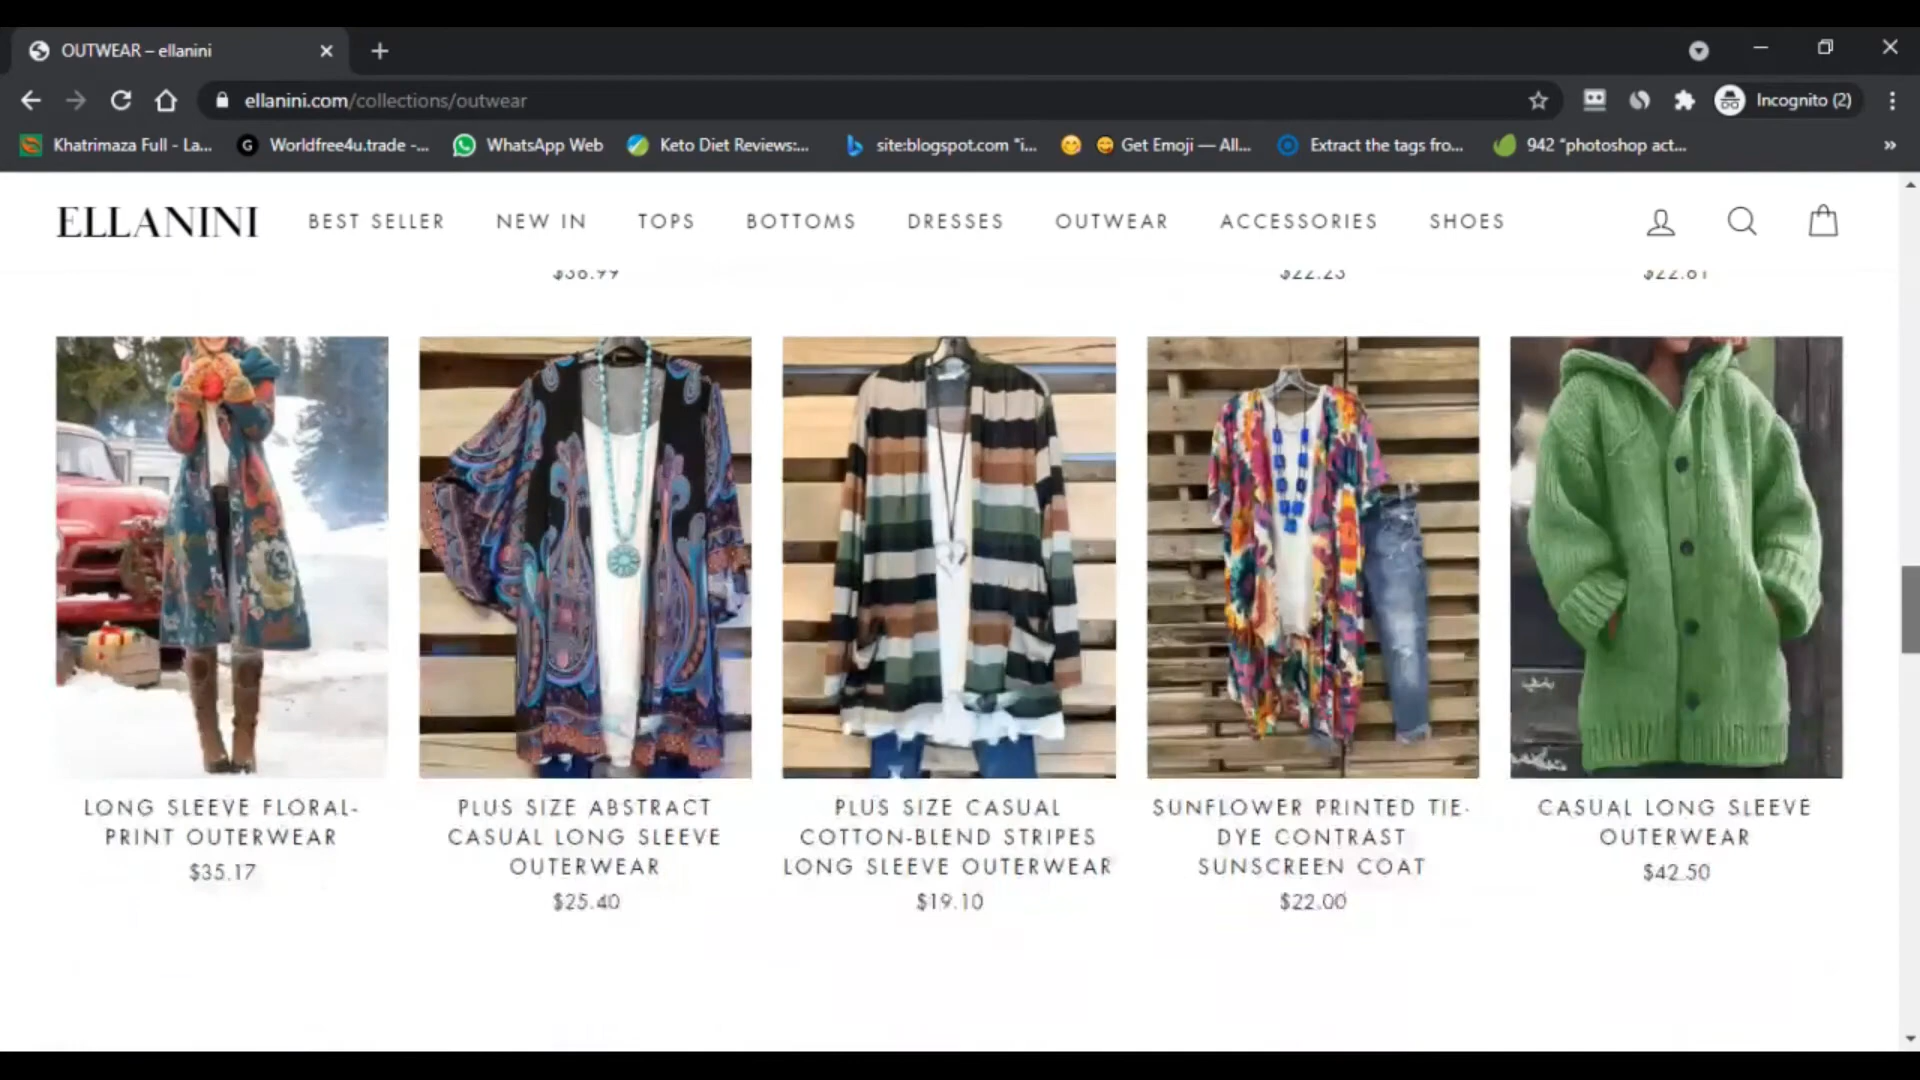 OUTWEAR – ellanini
ellanini.com/collections/outwear
Incognito (2)
Khatrimaza Full - La...
Worldfree4u.trade -...
WhatsApp Web
Keto Diet Reviews:...
site:blogspot.com "i...
Get Emoji — All...
Extract the tags fro...
942 "photoshop act...
»
ELLANINI
BEST SELLER
NEW IN
TOPS
BOTTOMS
DRESSES
OUTWEAR
ACCESSORIES
SHOES
LONG SLEEVE FLORAL-
PRINT OUTERWEAR
$35.17
PLUS SIZE ABSTRACT
CASUAL LONG SLEEVE
OUTERWEAR
$25.40
PLUS SIZE CASUAL
COTTON-BLEND STRIPES
LONG SLEEVE OUTERWEAR
$19.10
SUNFLOWER PRINTED TIE-
DYE CONTRAST
SUNSCREEN COAT
$22.00
CASUAL LONG SLEEVE
OUTERWEAR
$42.50